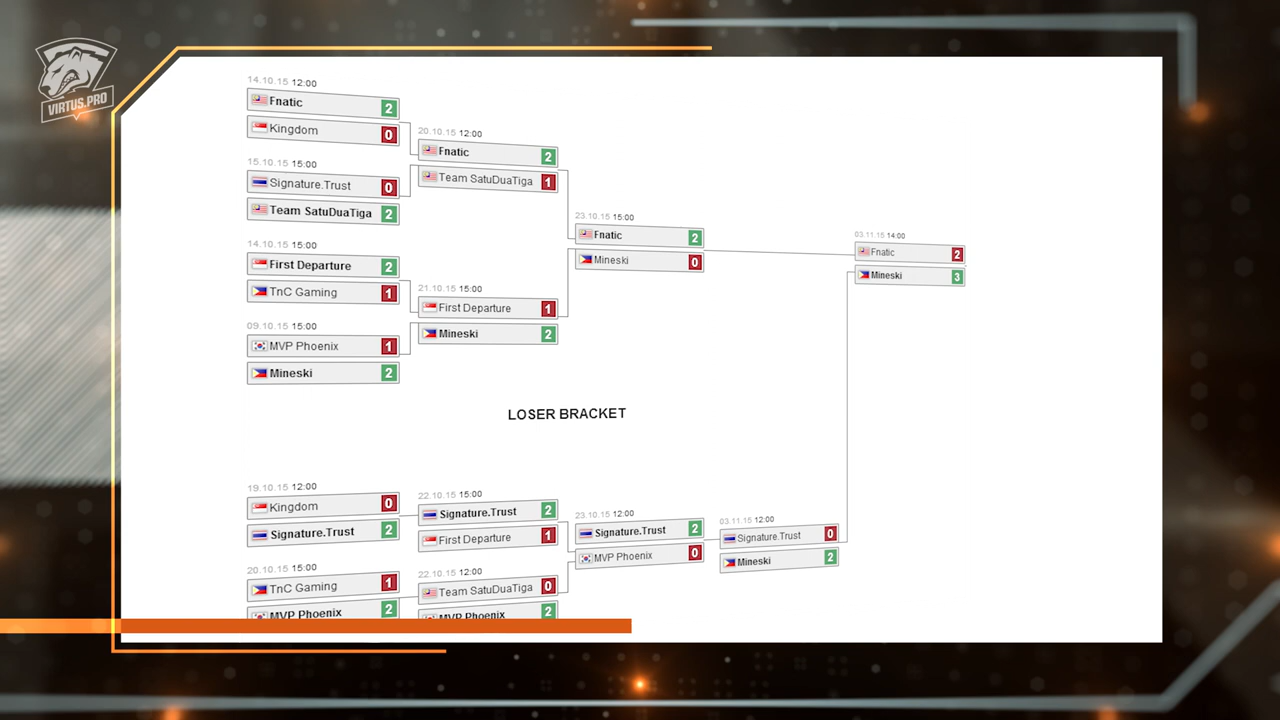 VIRTUS.PRO
14.10.15 12:00
Fnatic 2
Kingdom 0
15.10.15 15:00
Signature.Trust 0
Team SatuDuaTiga 2
14.10.15 15:00
First Departure 2
TnC Gaming 1
09.10.15 15:00
MVP Phoenix 1
Mineski 2
20.10.15 12:00
Fnatic 2
Team SatuDuaTiga 1
21.10.15 15:00
First Departure 1
Mineski 2
23.10.15 15:00
Fnatic 2
Mineski 0
03.11.15 14:00
Fnatic 2
Mineski 3
LOSER BRACKET
19.10.15 12:00
Kingdom 0
Signature.Trust 2
20.10.15 15:00
TnC Gaming 1
MVP Phoenix 2
22.10.15 15:00
Signature.Trust 2
First Departure 1
22.10.15 12:00
Team SatuDuaTiga 0
MVP Phoenix 2
23.10.15 12:00
Signature.Trust 2
MVP Phoenix 0
03.11.15 12:00
Signature.Trust 0
Mineski 2